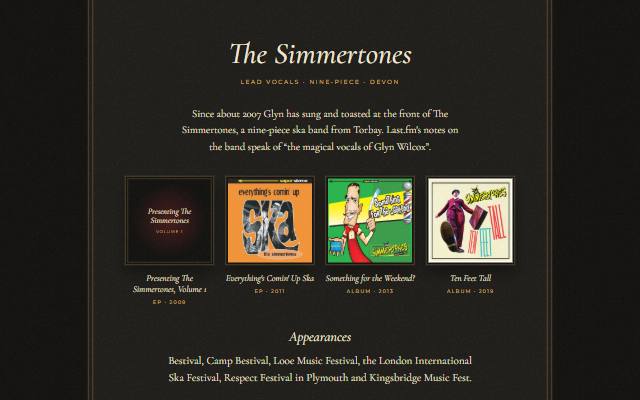 The Simmertones
LEAD VOCALS · NINE-PIECE · DEVON
Since about 2007 Glyn has sung and toasted at the front of The
Simmertones, a nine-piece ska band from Torbay. Last.fm's notes on
the band speak of “the magical vocals of Glyn Wilcox”.
Presenting The
Simmertones
VOLUME 1
everything's comin' up
SKA
the simmertones
Something
for the Weekend?
SIMMERTONES
SIMMERTONES
TEN
FEET
TALL
Presenting The
Simmertones, Volume 1
EP · 2009
Everything's Comin' Up Ska
EP · 2011
Something for the Weekend?
ALBUM · 2013
Ten Feet Tall
ALBUM · 2019
Appearances
Bestival, Camp Bestival, Looe Music Festival, the London International
Ska Festival, Respect Festival in Plymouth and Kingsbridge Music Fest.